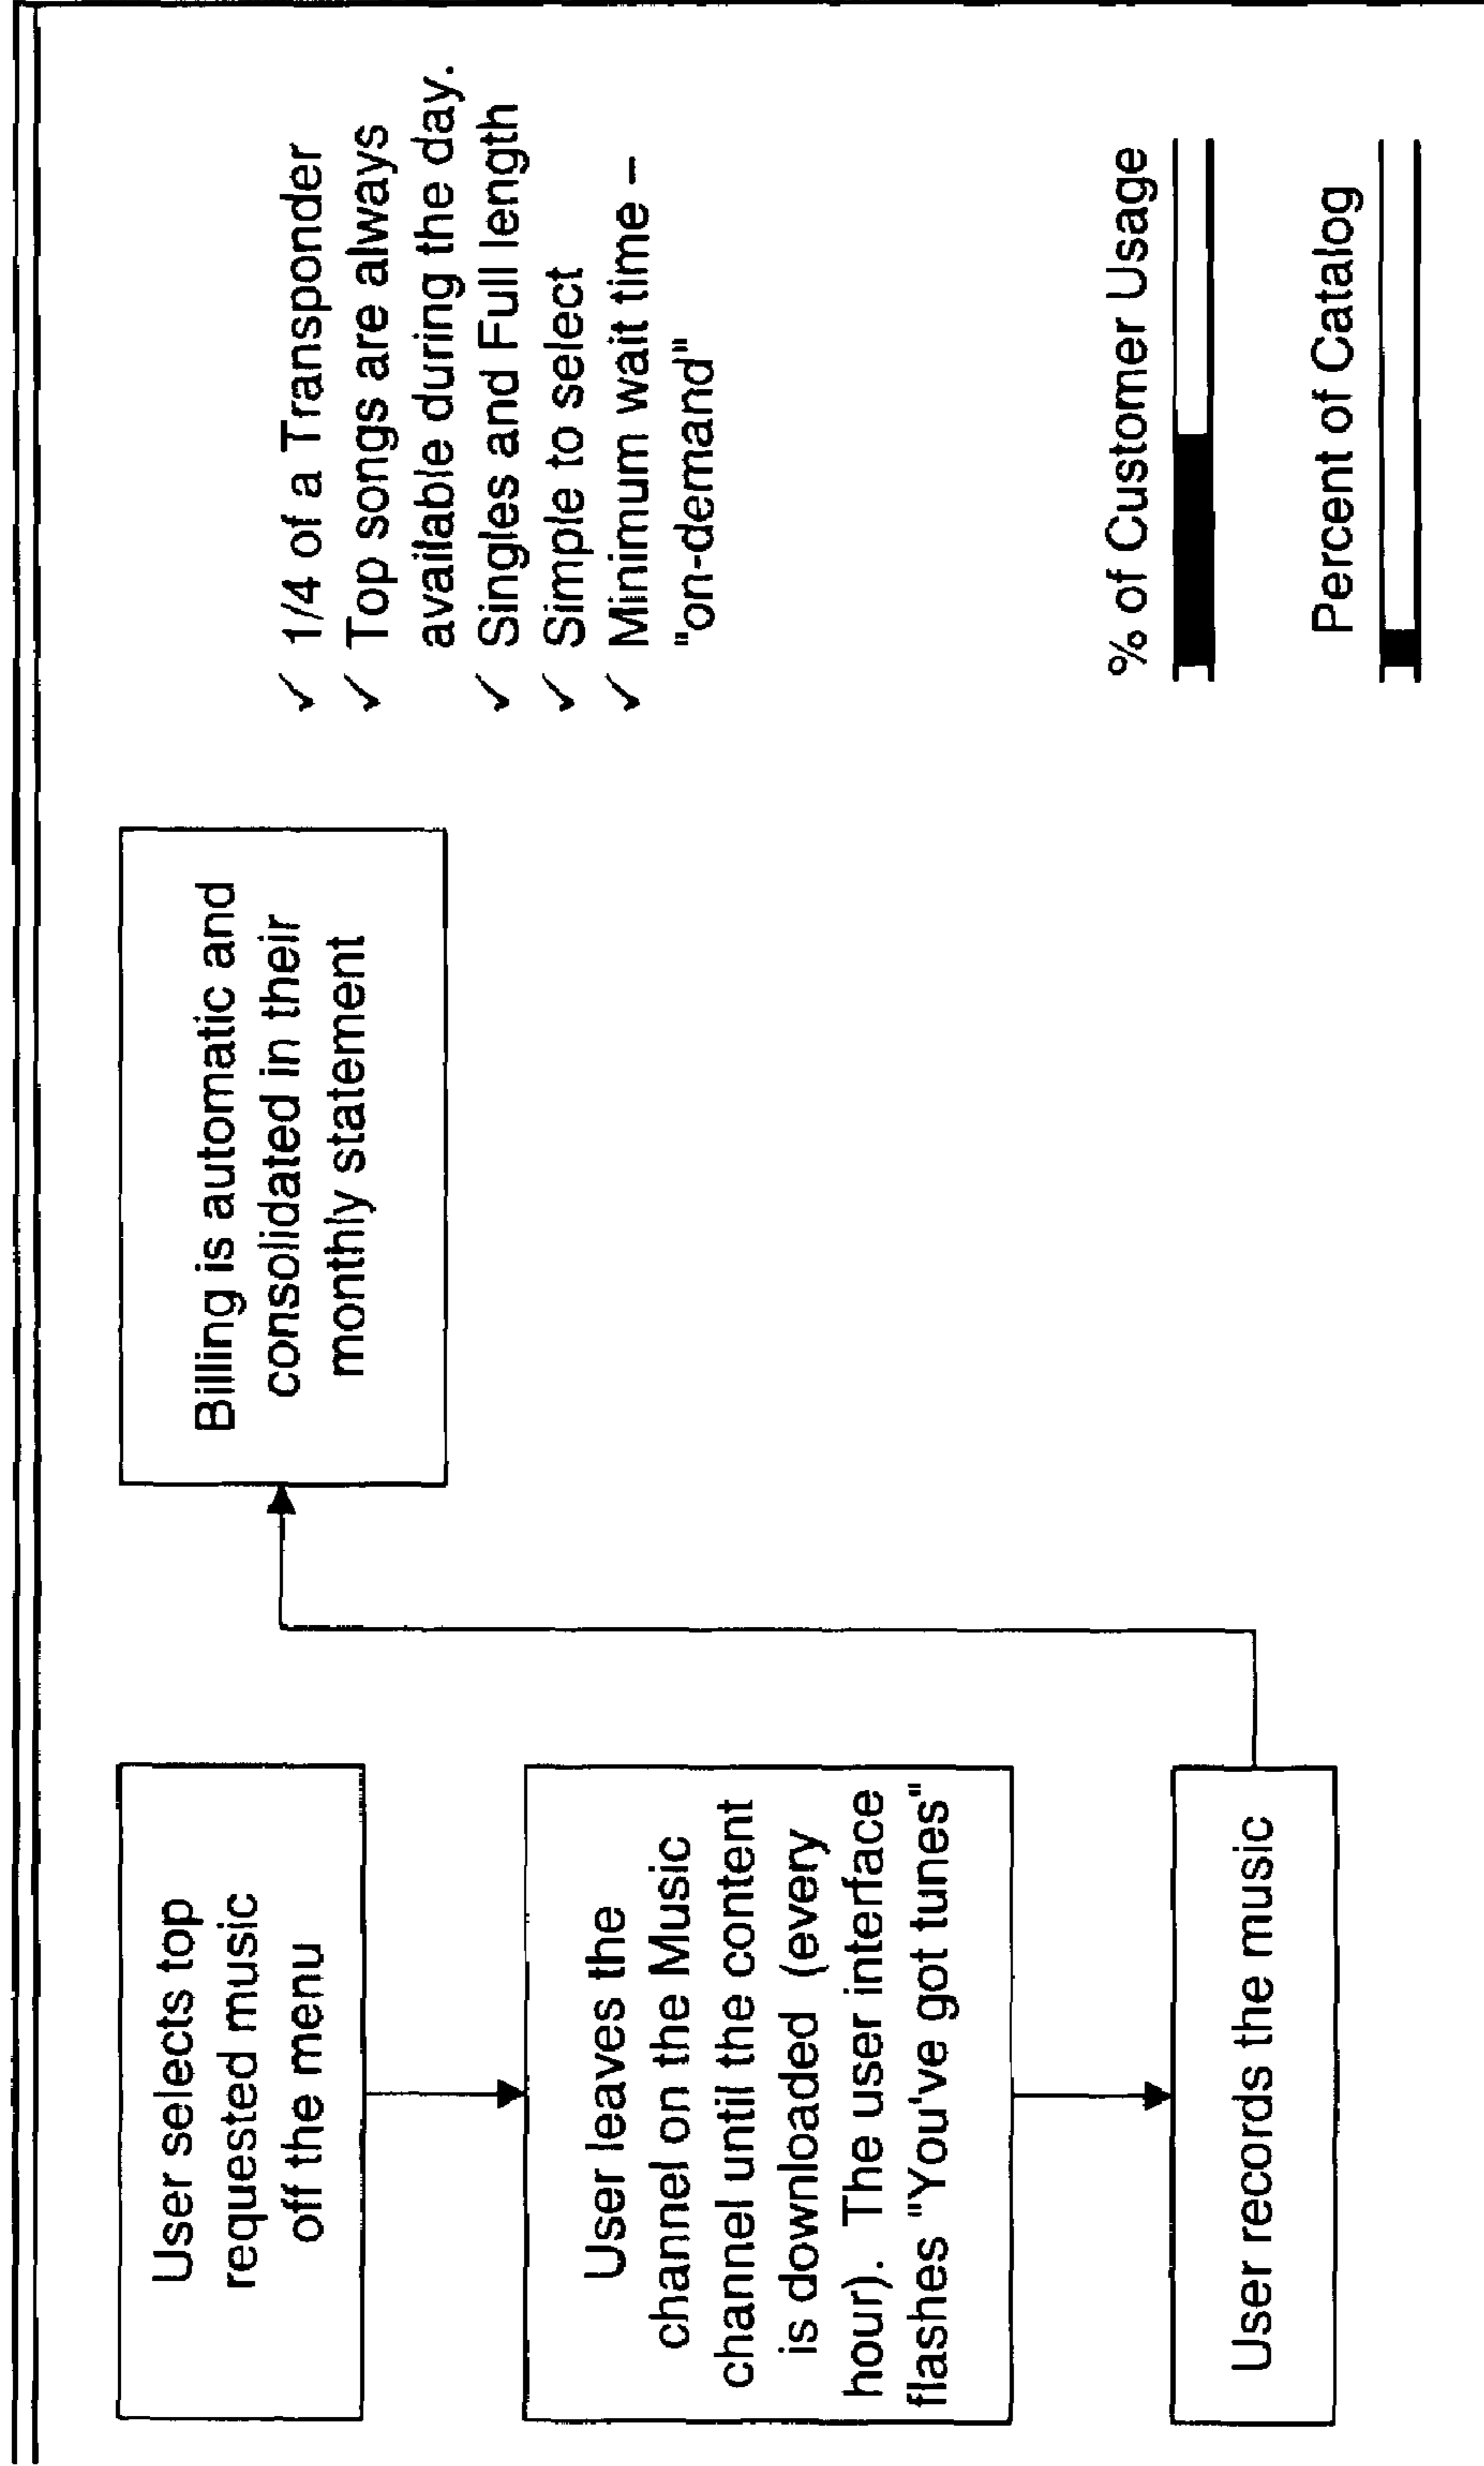 User selects top
requested music
off the menu
User leaves the
channel on the Music
channel until the content
is downloaded (every
hour). The user interface
flashes "You've got tunes"
User records the music
Billing is automatic and
consolidated in their
monthly statement
✓ 1/4 of a Transponder
✓ Top songs are always
available during the day.
✓ Singles and Full length
✓ Simple to select
✓ Minimum wait time –
"on-demand"
% of Customer Usage
Percent of Catalog